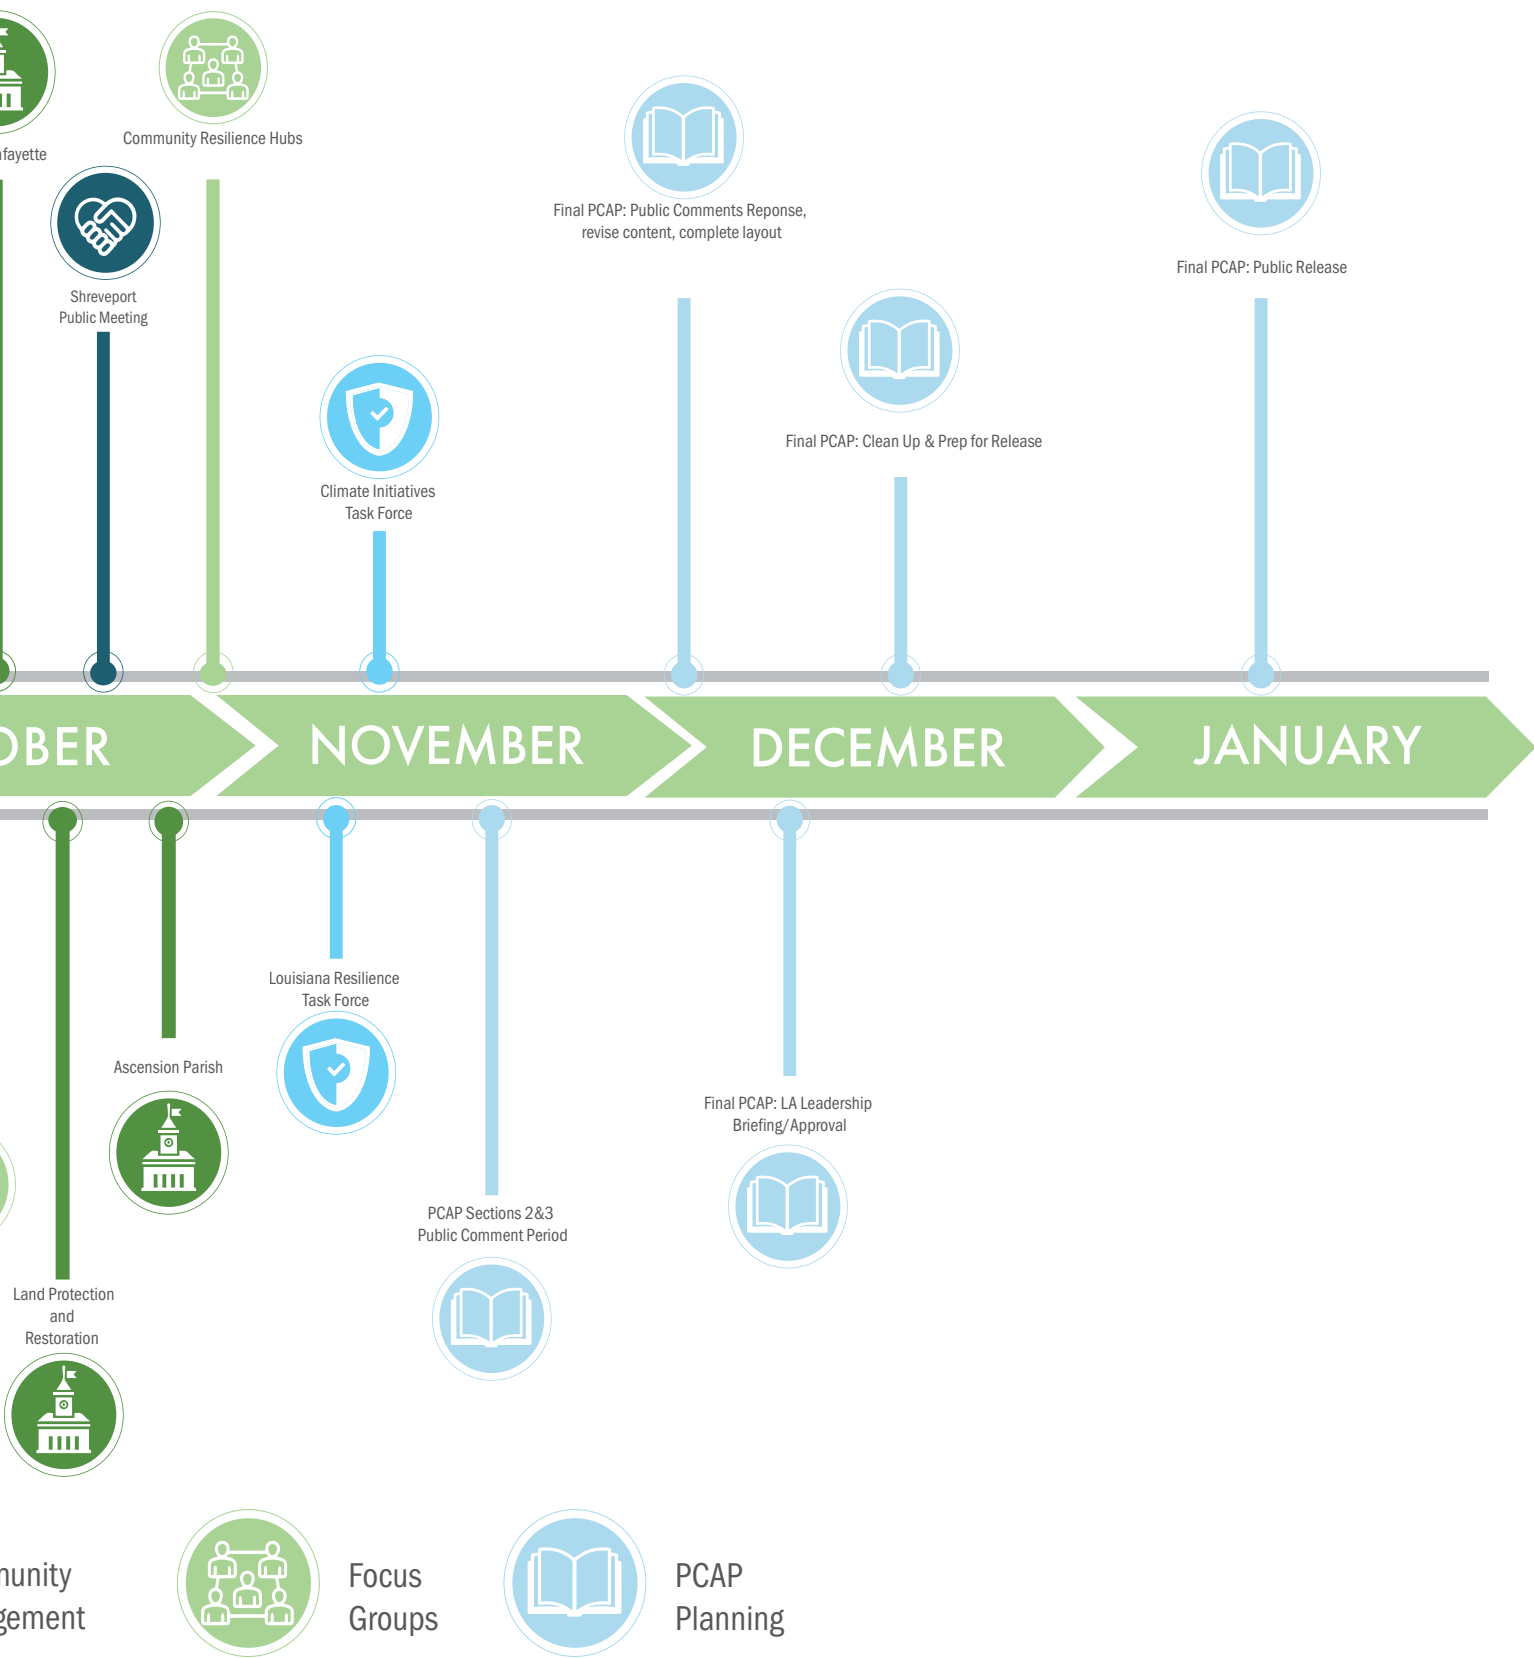 Community Resilience Hubs
fayette
Shreveport
Public Meeting
Final PCAP: Public Comments Reponse,
revise content, complete layout
Final PCAP: Public Release
Final PCAP: Clean Up & Prep for Release
Climate Initiatives
Task Force
OBER
NOVEMBER
DECEMBER
JANUARY
Louisiana Resilience
Task Force
Ascension Parish
Final PCAP: LA Leadership
Briefing/Approval
PCAP Sections 2&3
Public Comment Period
Land Protection
and
Restoration
munity
gement
Focus
Groups
PCAP
Planning